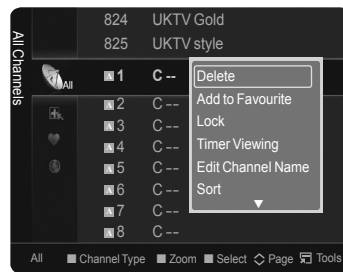 824 UKTV Gold
825 UKTV style
All Channels
All
A 1 C --
A 2 C --
A 3 C --
A 4 C --
A 5 C --
A 6 C --
A 7 C --
A 8 C --
Delete
Add to Favourite
Lock
Timer Viewing
Edit Channel Name
Sort
All Channel Type Zoom Select Page Tools